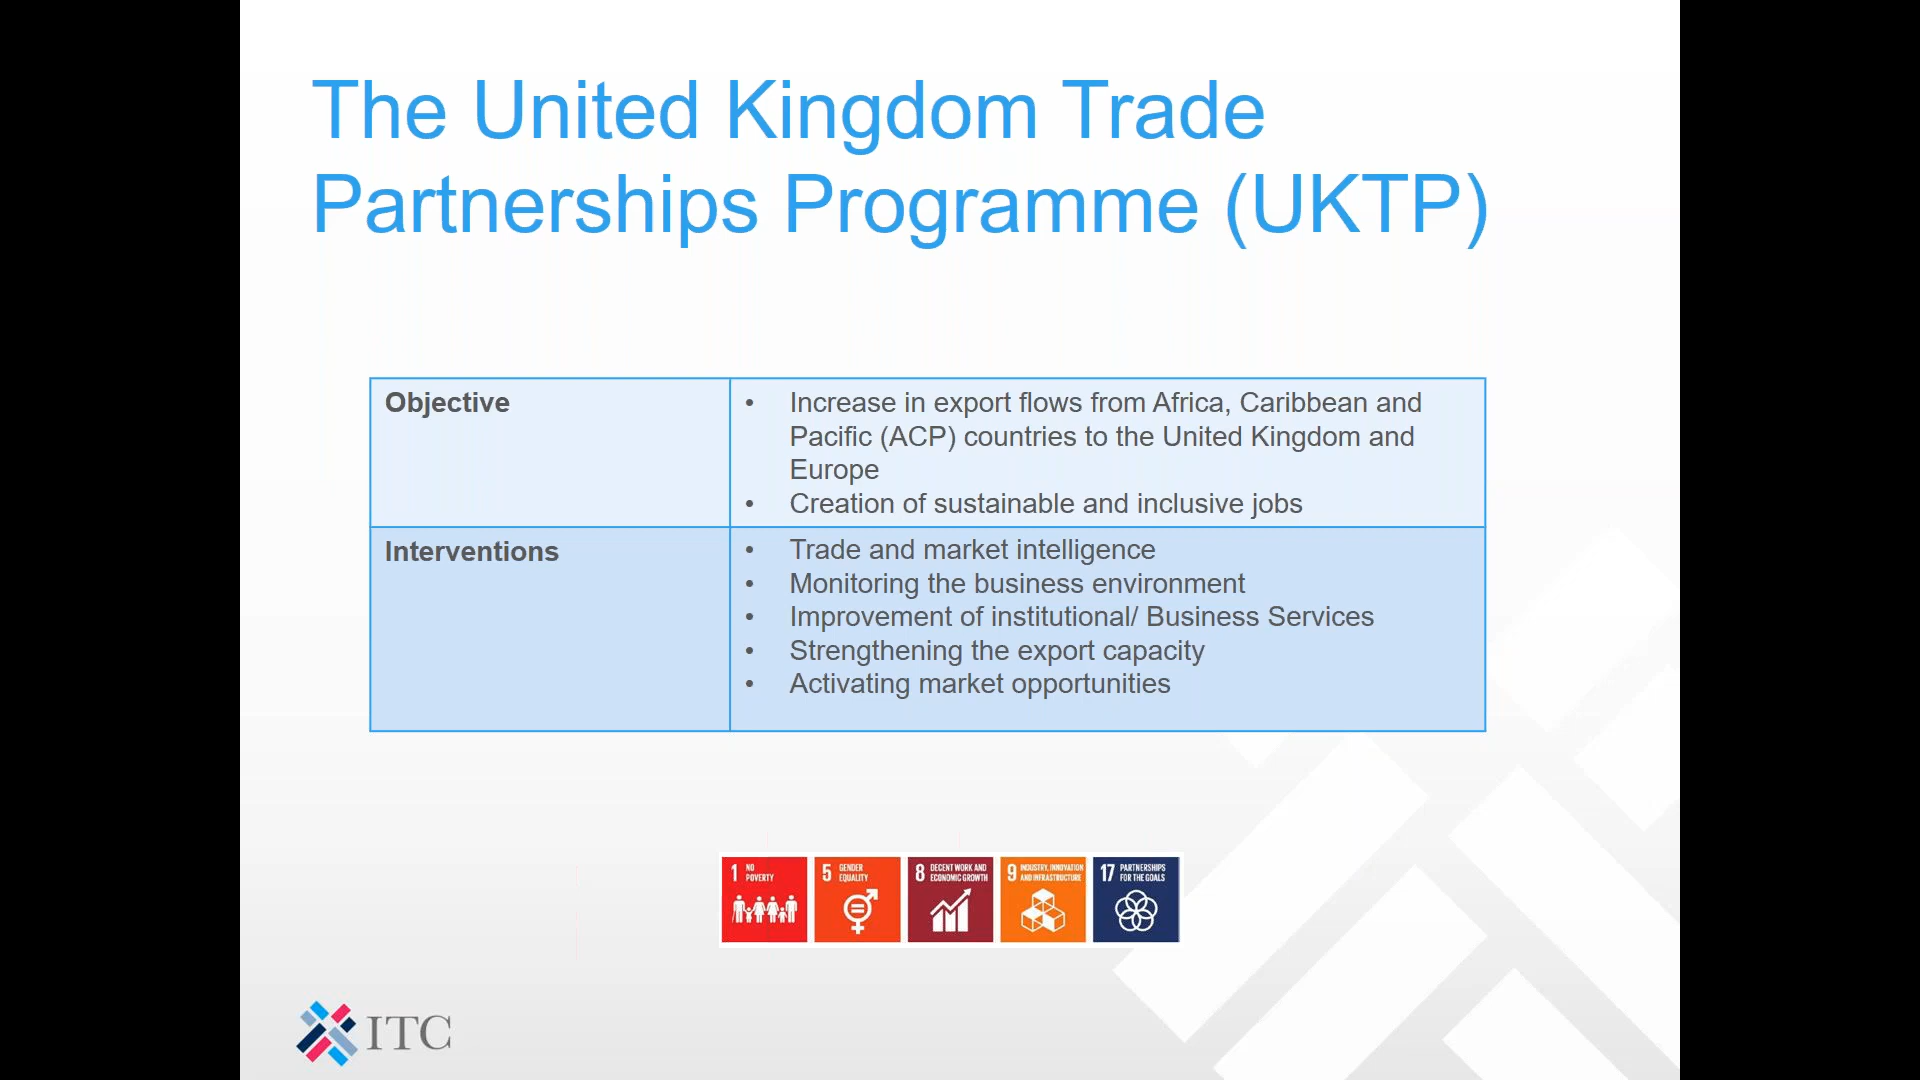 The United Kingdom Trade
Partnerships Programme (UKTP)
Objective
• Increase in export flows from Africa, Caribbean and
Pacific (ACP) countries to the United Kingdom and
Europe
• Creation of sustainable and inclusive jobs
Interventions
• Trade and market intelligence
• Monitoring the business environment
• Improvement of institutional/ Business Services
• Strengthening the export capacity
• Activating market opportunities
1 NO
POVERTY
5 GENDER
EQUALITY
8 DECENT WORK AND
ECONOMIC GROWTH
9 INDUSTRY, INNOVATION
AND INFRASTRUCTURE
17 PARTNERSHIPS
FOR THE GOALS
ITC